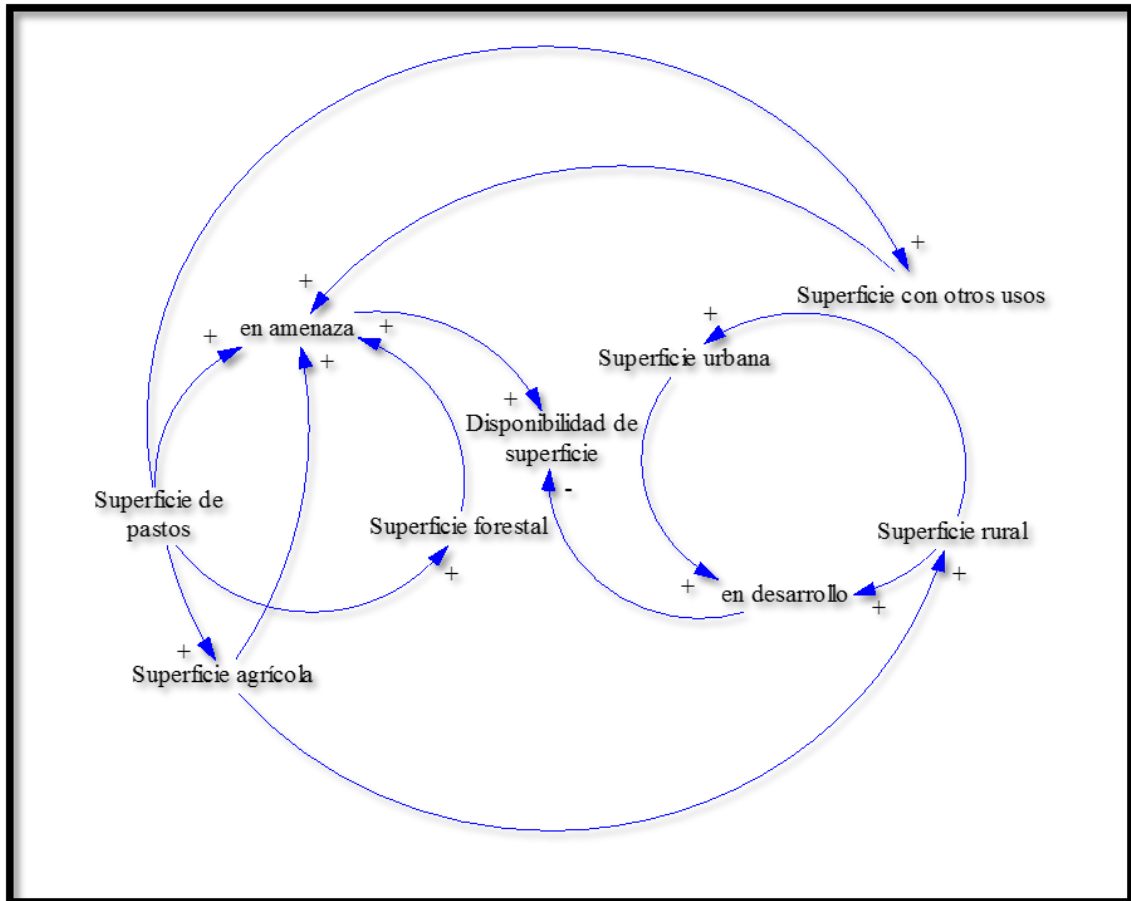 +
Superficie con otros usos
+
+
en amenaza
+
+
+
Superficie urbana
+
Disponibilidad de
superficie
-
Superficie de
pastos
Superficie forestal
+
Superficie rural
+
+
en desarrollo
+
+
Superficie agrícola